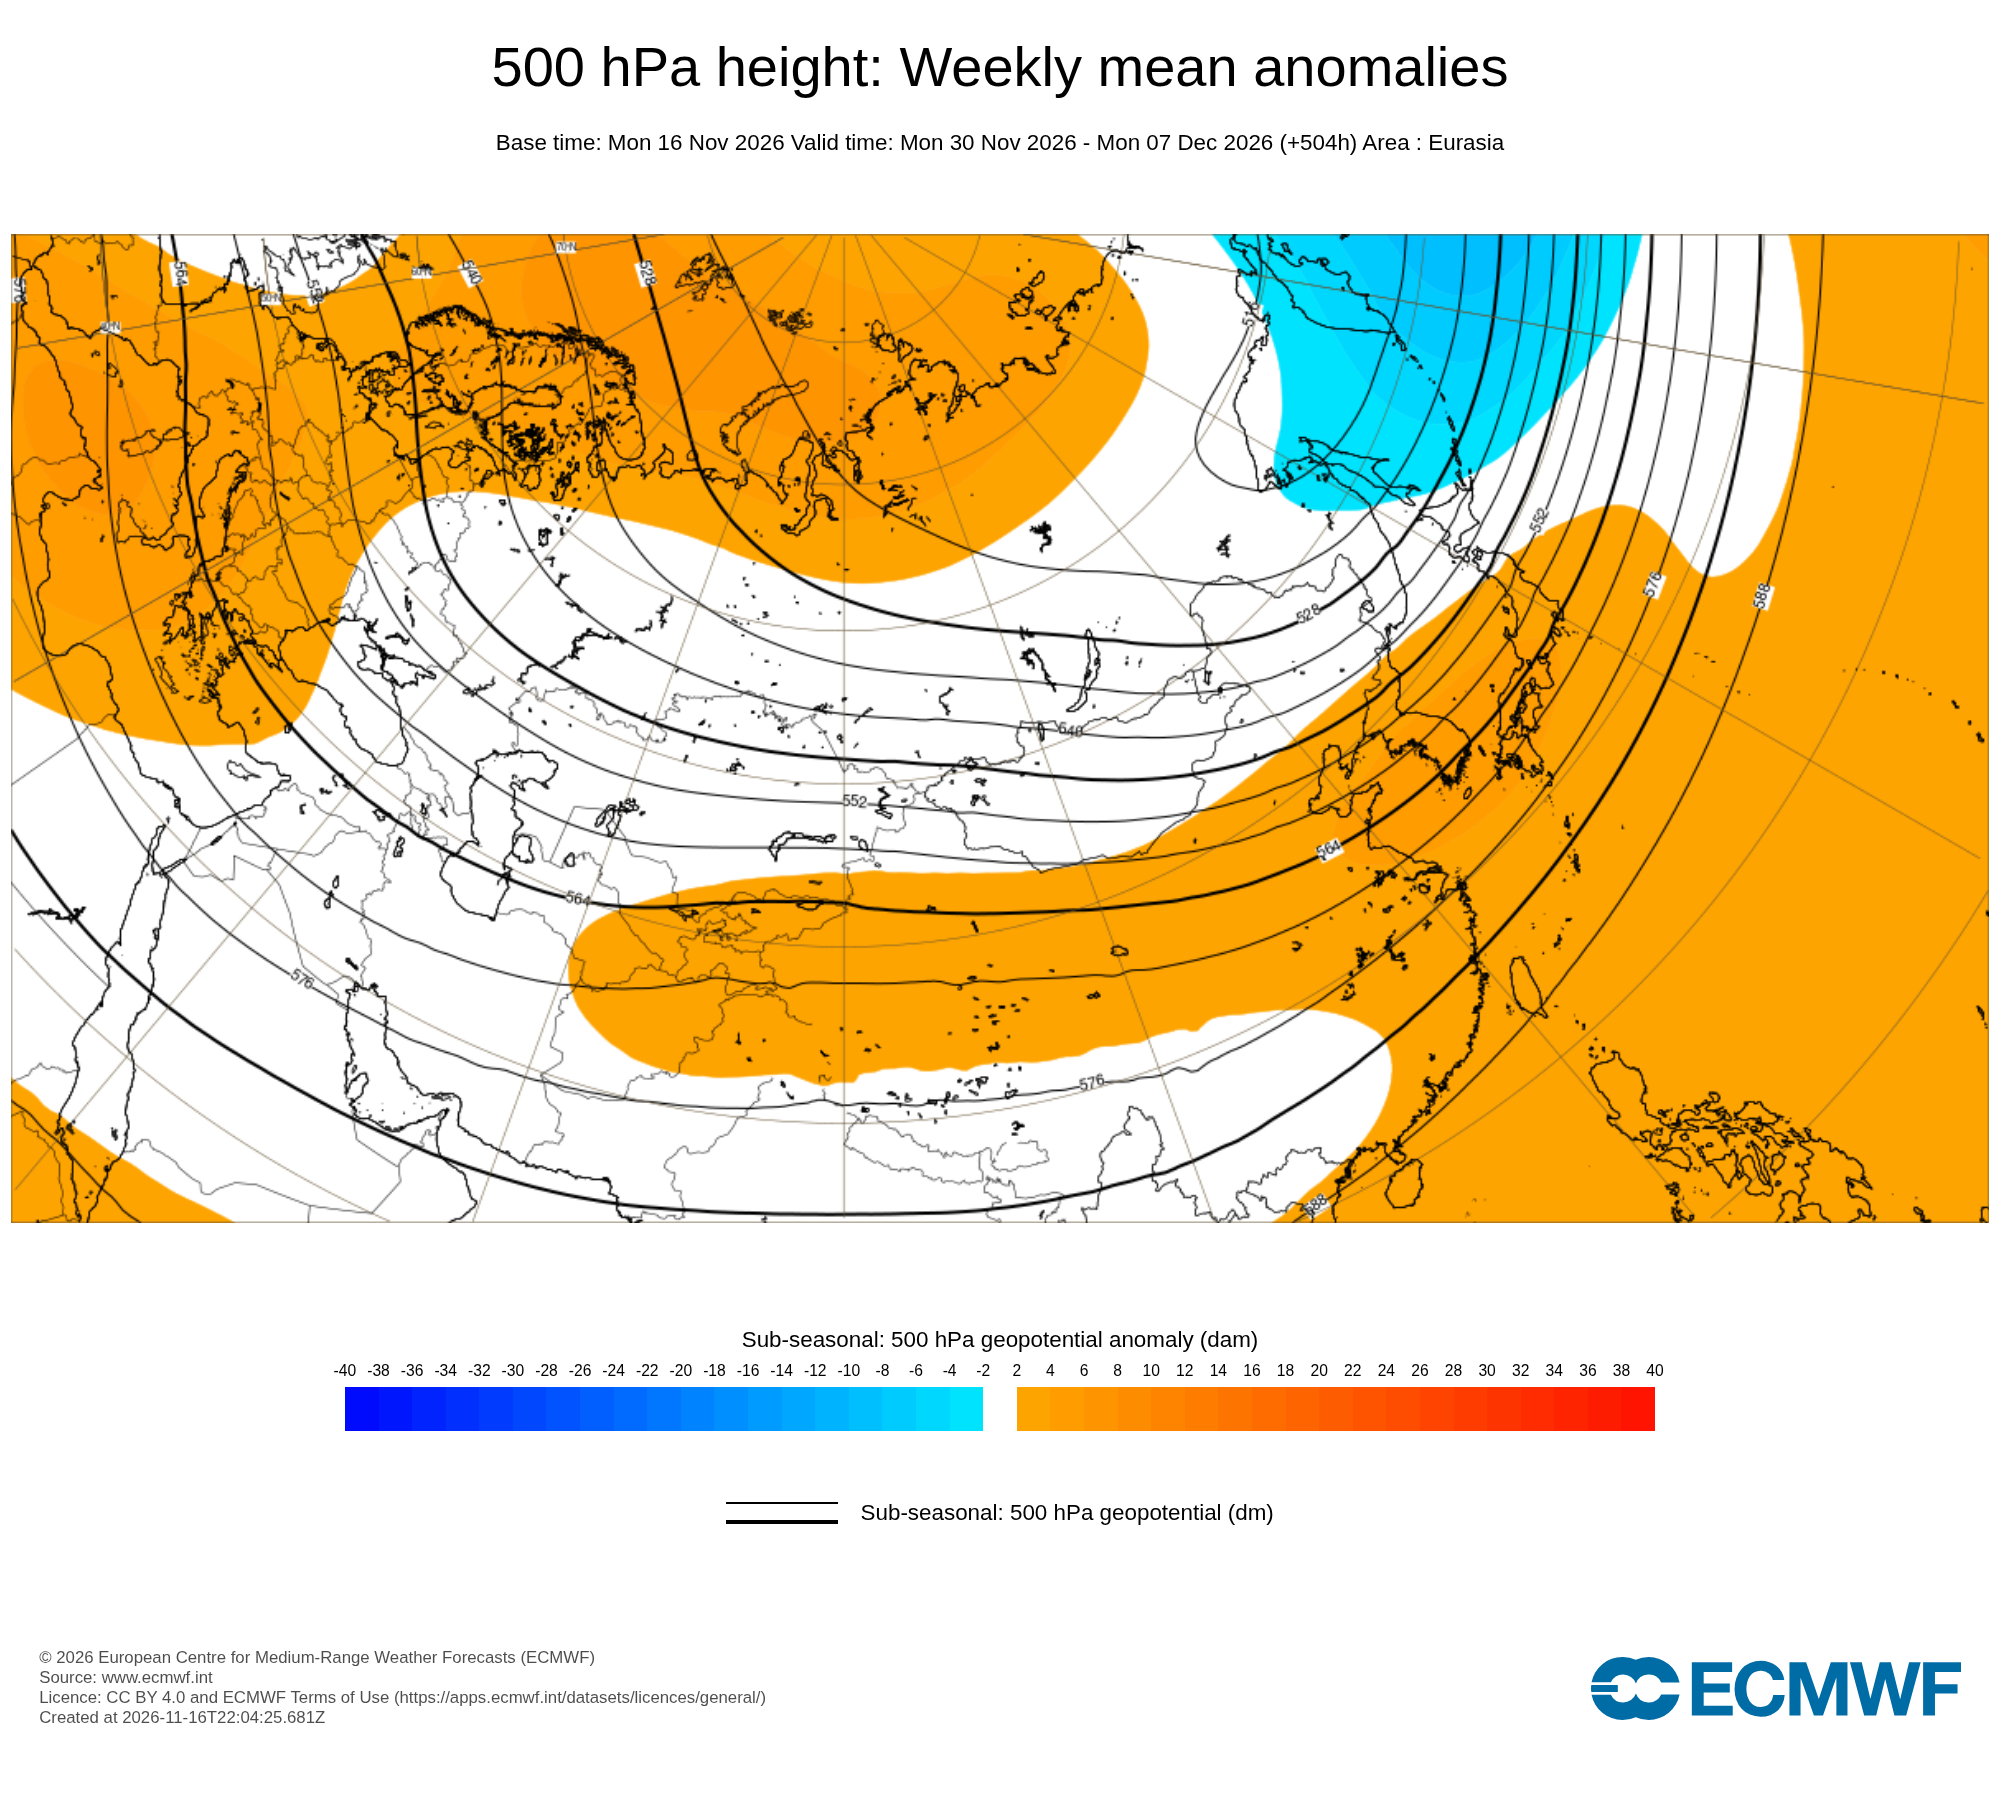 500 hPa height: Weekly mean anomalies
Base time: Mon 16 Nov 2026 Valid time: Mon 30 Nov 2026 - Mon 07 Dec 2026 (+504h) Area : Eurasia
70°N
564
576
60°N
540
528
50°N
40°N
552
576
588
528
540
552
564
564
576
576
588
Sub-seasonal: 500 hPa geopotential anomaly (dam)
-40 -38 -36 -34 -32 -30 -28 -26 -24 -22 -20 -18 -16 -14 -12 -10 -8 -6 -4 -2 2 4 6 8 10 12 14 16 18 20 22 24 26 28 30 32 34 36 38 40
Sub-seasonal: 500 hPa geopotential (dm)
© 2026 European Centre for Medium-Range Weather Forecasts (ECMWF)
Source: www.ecmwf.int
Licence: CC BY 4.0 and ECMWF Terms of Use (https://apps.ecmwf.int/datasets/licences/general/)
Created at 2026-11-16T22:04:25.681Z
ECMWF